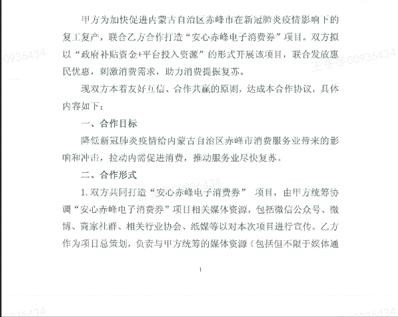 甲方为加快促进内蒙古自治区赤峰市在新冠肺炎疫情影响下的
复工复产，联合乙方合作打造“安心赤峰电子消费券”项目。双方拟
以“政府补贴资金+平台投入资源”的形式开展该项目，联合发放惠
民优惠，刺激消费需求，助力消费提振复苏。
现双方本着友好互信、合作共赢的原则，达成本合作协议。具体
内容如下：
一、合作目标
降低新冠肺炎疫情给内蒙古自治区赤峰市消费服务业带来的影
响和冲击，拉动内需促进消费，推动服务业尽快复苏。
二、合作形式
1.双方共同打造“安心赤峰电子消费券” 项目，由甲方统筹协
调“安心赤峰电子消费券”项目相关媒体资源，包括微信公众号、微
博、商家社群、相关行业协会、纸媒等以对本次项目进行宣传。乙方
作为项目总策划，负责与甲方统筹的媒体资源（包括但不限于媒体通
1